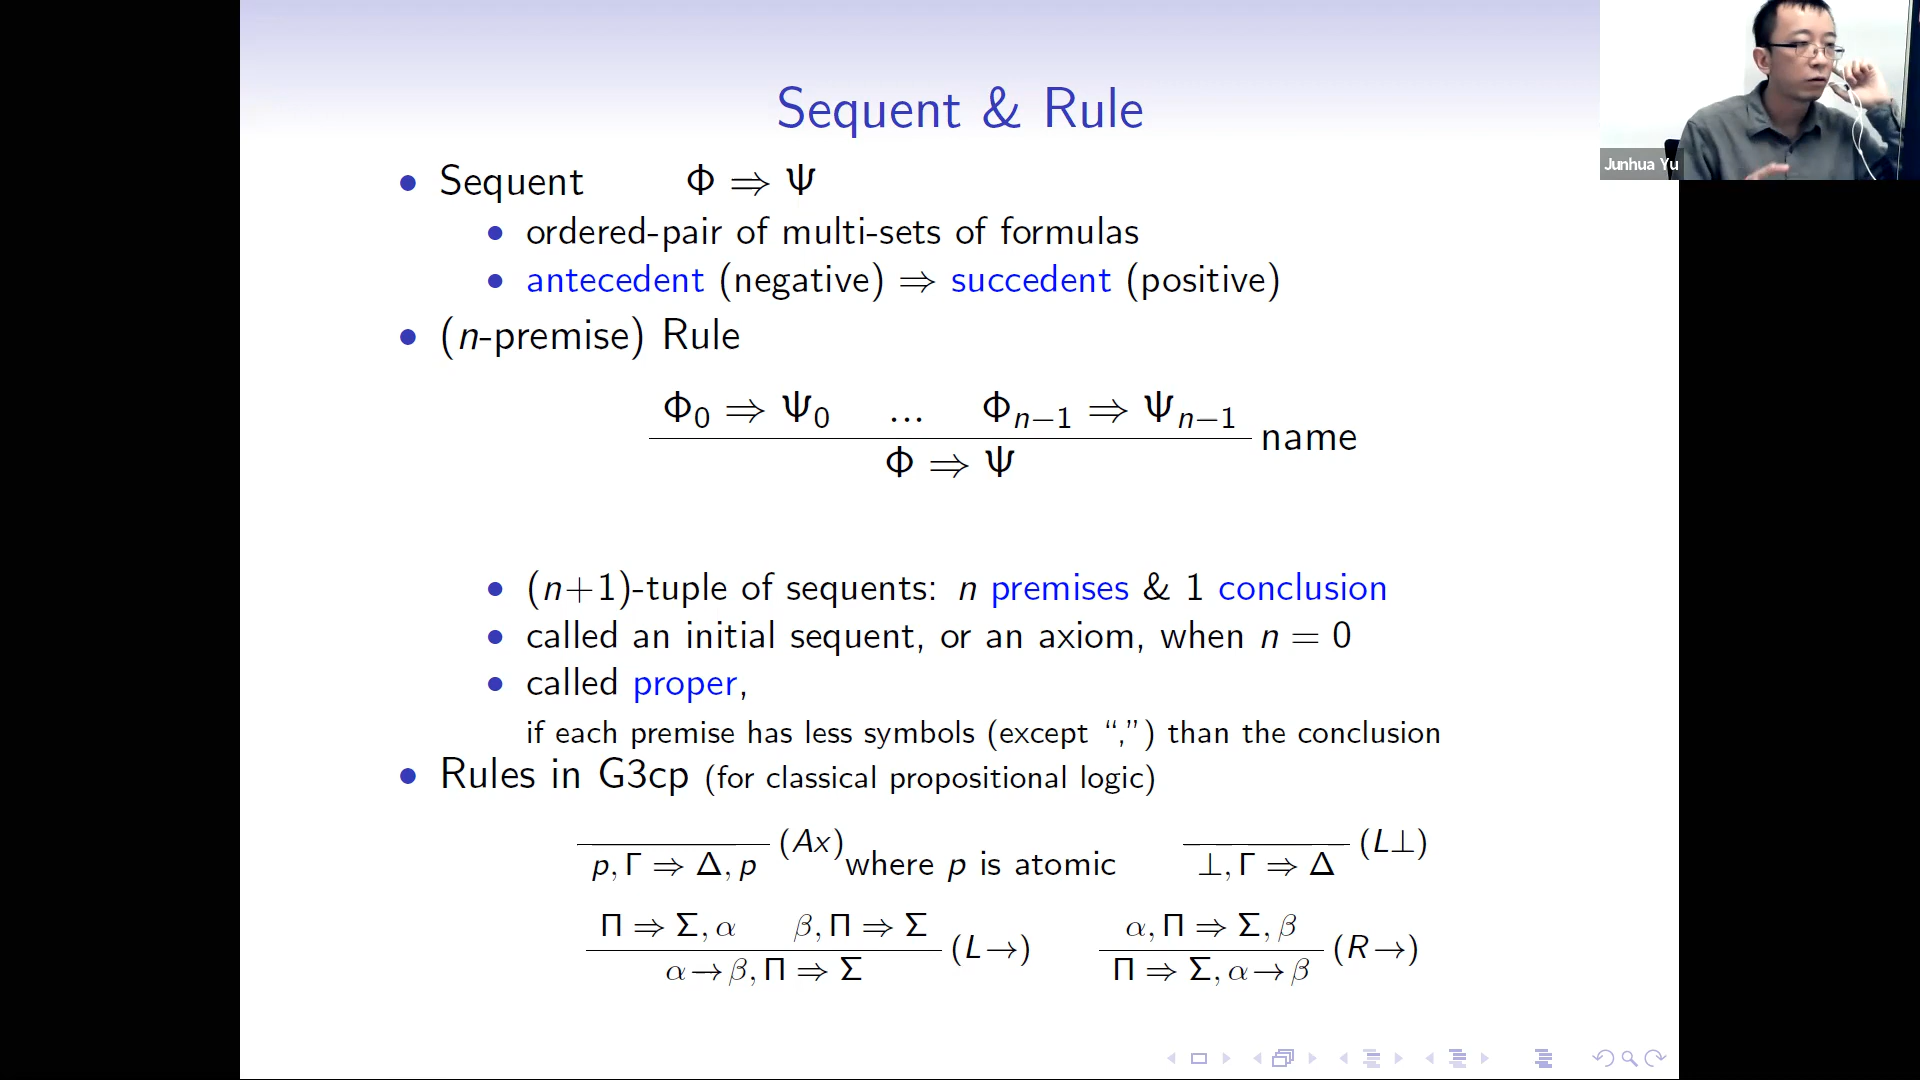 Sequent & Rule
Junhua Yu
• Sequent Φ ⇒ Ψ
• ordered-pair of multi-sets of formulas
• antecedent (negative) ⇒ succedent (positive)
• (n-premise) Rule
Φ₀ ⇒ Ψ₀ ... Φₙ₋₁ ⇒ Ψₙ₋₁
name
Φ ⇒ Ψ
• (n+1)-tuple of sequents: n premises & 1 conclusion
• called an initial sequent, or an axiom, when n = 0
• called proper,
if each premise has less symbols (except “,”) than the conclusion
• Rules in G3cp (for classical propositional logic)
(Ax) (L⊥)
p, Γ ⇒ Δ, p where p is atomic ⊥, Γ ⇒ Δ
Π ⇒ Σ, α β, Π ⇒ Σ (L→) α, Π ⇒ Σ, β (R→)
α→β, Π ⇒ Σ Π ⇒ Σ, α→β